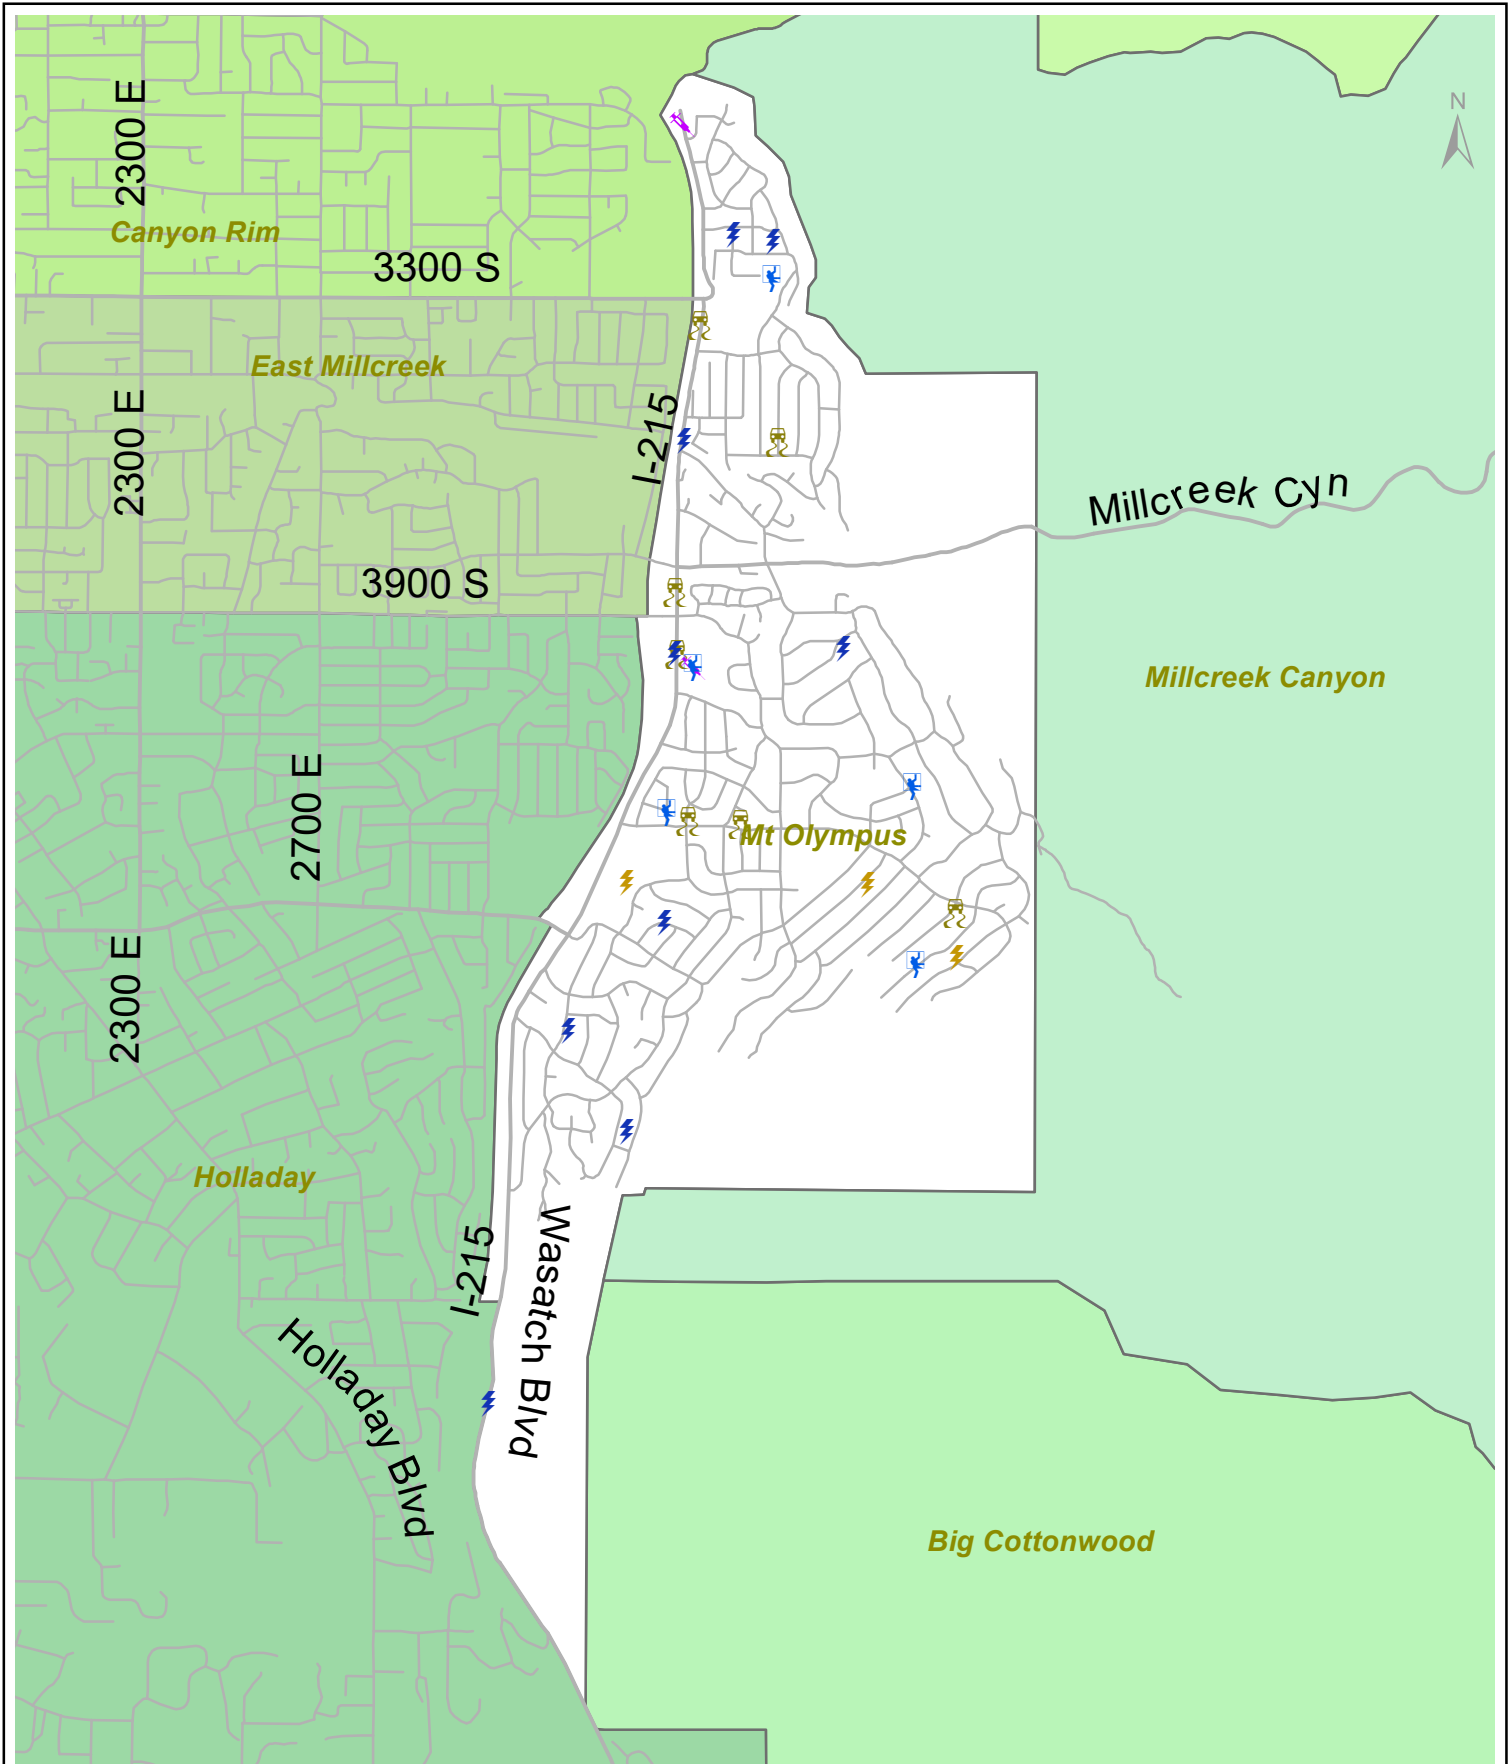 N
2300 E
Canyon Rim
3300 S
East Millcreek
2300 E
I-215
Millcreek Cyn
3900 S
Millcreek Canyon
2700 E
Mt Olympus
2300 E
Holladay
I-215
Wasatch Blvd
Holladay Blvd
Big Cottonwood